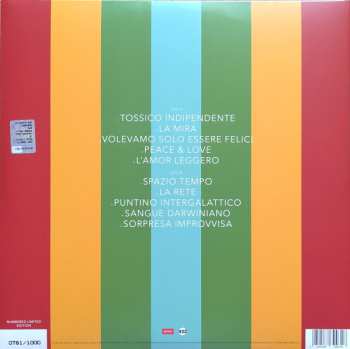 TOSSICO INDIPENDENTE
.LA MIRA
.VOLEVAMO SOLO ESSERE FELICI
.PEACE & LOVE
.L'AMOR LEGGERO
SPAZIO TEMPO
.LA RETE
.PUNTINO INTERGALATTICO
.SANGUE DARWINIANO
.SORPRESA IMPROVVISA
NUMBERED LIMITED
EDITION
0761/1000